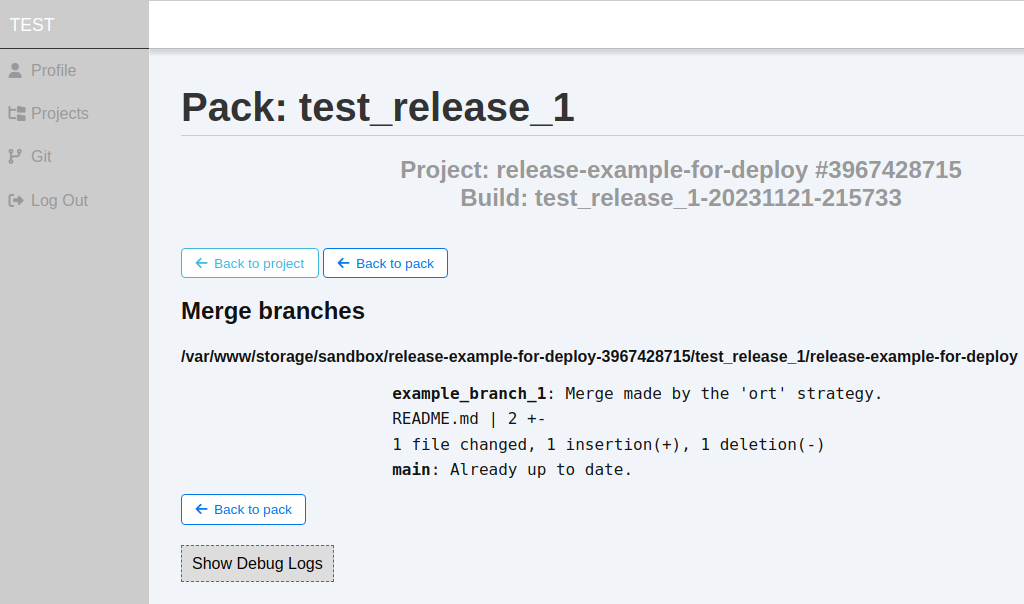 TEST
Profile
Projects
Git
Log Out
Pack: test_release_1
Project: release-example-for-deploy #3967428715
Build: test_release_1-20231121-215733
Back to project
Back to pack
Merge branches
/var/www/storage/sandbox/release-example-for-deploy-3967428715/test_release_1/release-example-for-deploy
example_branch_1: Merge made by the 'ort' strategy.
README.md | 2 +-
1 file changed, 1 insertion(+), 1 deletion(-)
main: Already up to date.
Back to pack
Show Debug Logs